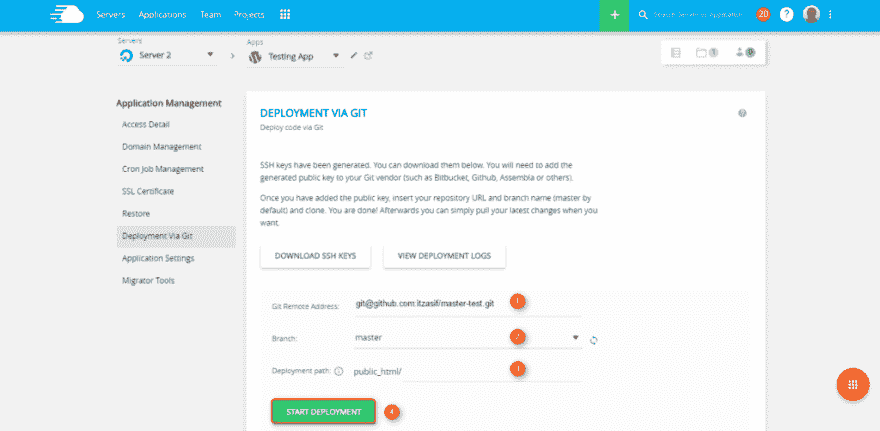 Servers Applications Team Projects
+ Search Server or Application 20 ?
Servers
Server 2
Apps
Testing App
Application Management
Access Detail
Domain Management
Cron Job Management
SSL Certificate
Restore
Deployment Via Git
Application Settings
Migrator Tools
DEPLOYMENT VIA GIT
Deploy code via Git
SSH keys have been generated. You can download them below. You will need to add the
generated public key to your Git vendor (such as Bitbucket, Github, Assembla or others).
Once you have added the public key, insert your repository URL and branch name (master by
default) and clone. You are done! Afterwards you can simply pull your latest changes when you
want.
DOWNLOAD SSH KEYS VIEW DEPLOYMENT LOGS
Git Remote Address: git@github.com:itzasif/master-test.git 1
Branch: master 2
Deployment path: public_html/
START DEPLOYMENT 4